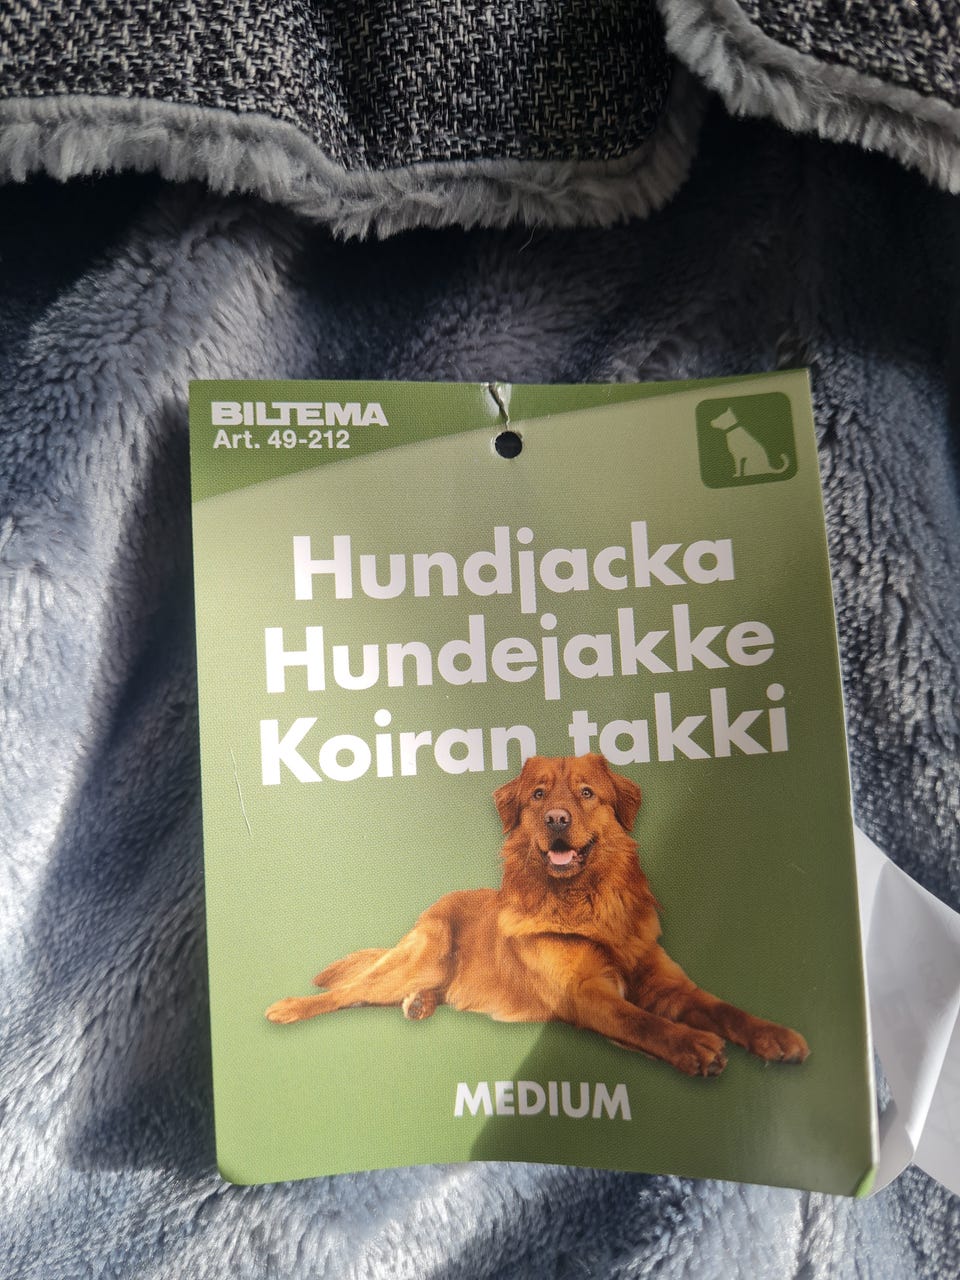 BILTEMA
Art. 49-212
Hundjacka
Hundejakke
Koiran takki
MEDIUM